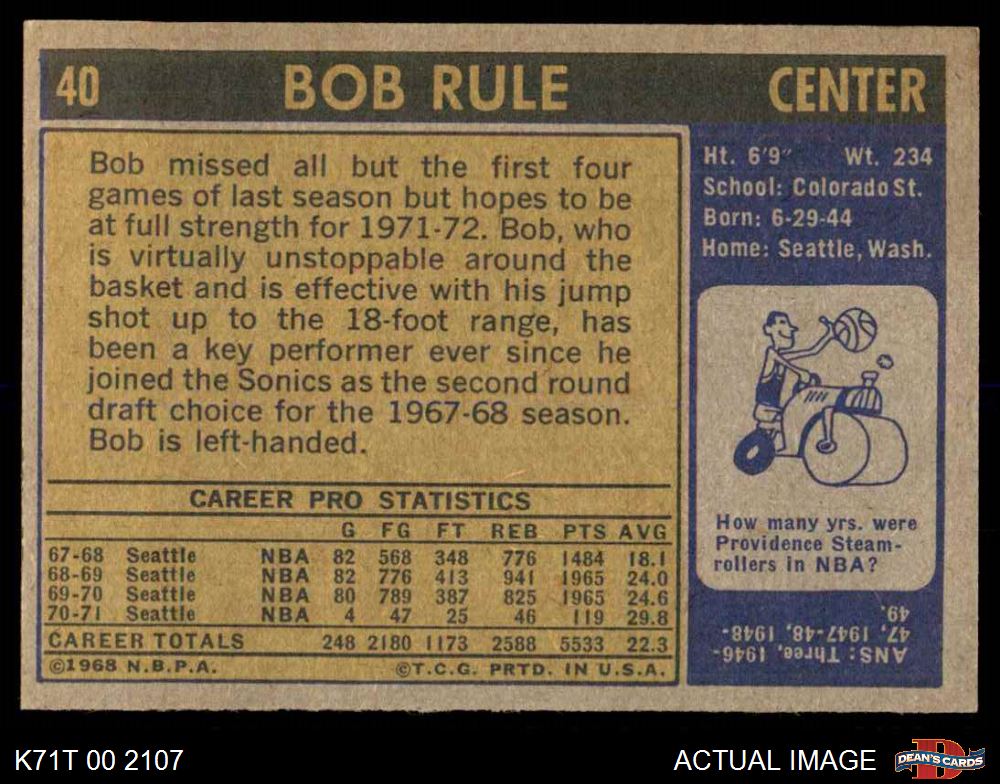 40 BOB RULE CENTER
Bob missed all but the first four
games of last season but hopes to be
at full strength for 1971-72. Bob, who
is virtually unstoppable around the
basket and is effective with his jump
shot up to the 18-foot range, has
been a key performer ever since he
joined the Sonics as the second round
draft choice for the 1967-68 season.
Bob is left-handed.
CAREER PRO STATISTICS
G FG FT REB PTS AVG
67-68 Seattle NBA 82 568 348 776 1484 18.1
68-69 Seattle NBA 82 776 413 941 1965 24.0
69-70 Seattle NBA 80 789 387 825 1965 24.6
70-71 Seattle NBA 4 47 25 46 119 29.8
CAREER TOTALS 248 2180 1173 2588 5533 22.3
©1968 N.B.P.A. ©T.C.G. PRTD. IN U.S.A.
Ht. 6'9" Wt. 234
School: Colorado St.
Born: 6-29-44
Home: Seattle, Wash.
How many yrs. were
Providence Steam-
rollers in NBA?
ANS: Three, 1946-
47, 1947-'48, 1948-
49.
K71T 00 2107 ACTUAL IMAGE
DEAN'S CARDS